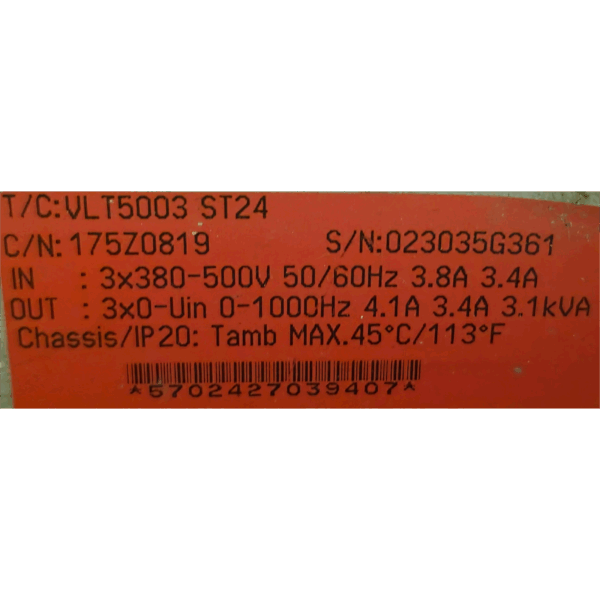 T/C:VLT5003 ST24
C/N:175Z0819 S/N:023035G361
IN : 3x380-500V 50/60Hz 3.8A 3.4A
OUT : 3x0-Uin 0-1000Hz 4.1A 3.4A 3.1kVA
Chassis/IP20: Tamb MAX.45°C/113°F
*5702427039407*